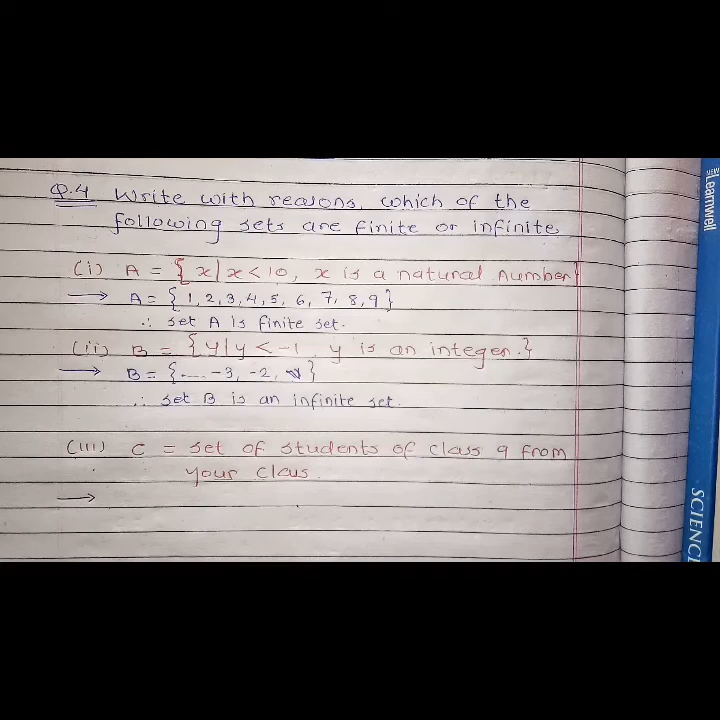 Q.4 Write with reasons, which of the
following sets are finite or infinite.
(i) A = { x | x < 10, x is a natural number}
→ A = { 1, 2, 3, 4, 5, 6, 7, 8, 9 }
∴ set A is finite set.
(ii) B = { y | y < -1, y is an integer.}
→ B = {.... -3, -2, }
∴ set B is an infinite set.
(iii) C = set of students of class 9 from
your class.
→
NEW Learnwell
SCIENC